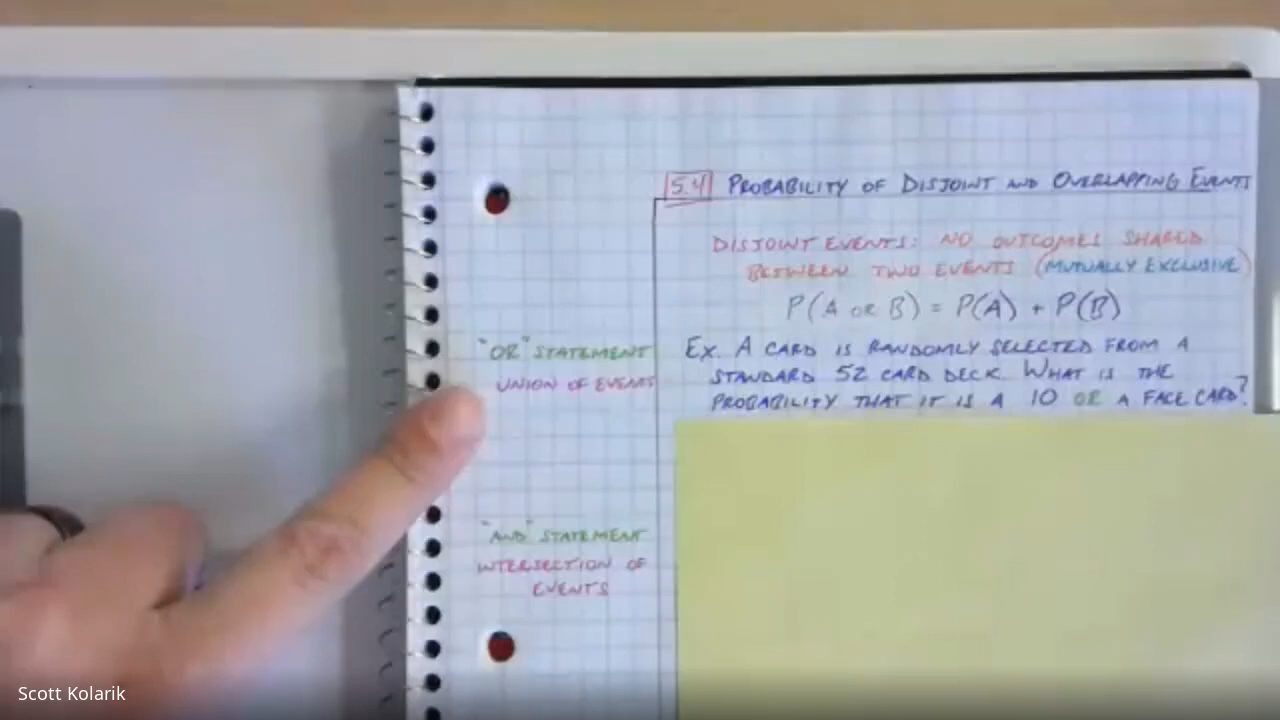 5.4 PROBABILITY OF DISJOINT AND OVERLAPPING EVENTS
DISJOINT EVENTS: NO OUTCOMES SHARED
BETWEEN TWO EVENTS (MUTUALLY EXCLUSIVE)
P(A OR B) = P(A) + P(B)
"OR" STATEMENT
UNION OF EVENTS
EX. A CARD IS RANDOMLY SELECTED FROM A
STANDARD 52 CARD DECK. WHAT IS THE
PROBABILITY THAT IT IS A 10 OR A FACE CARD?
"AND" STATEMENT
INTERSECTION OF
EVENTS
Scott Kolarik